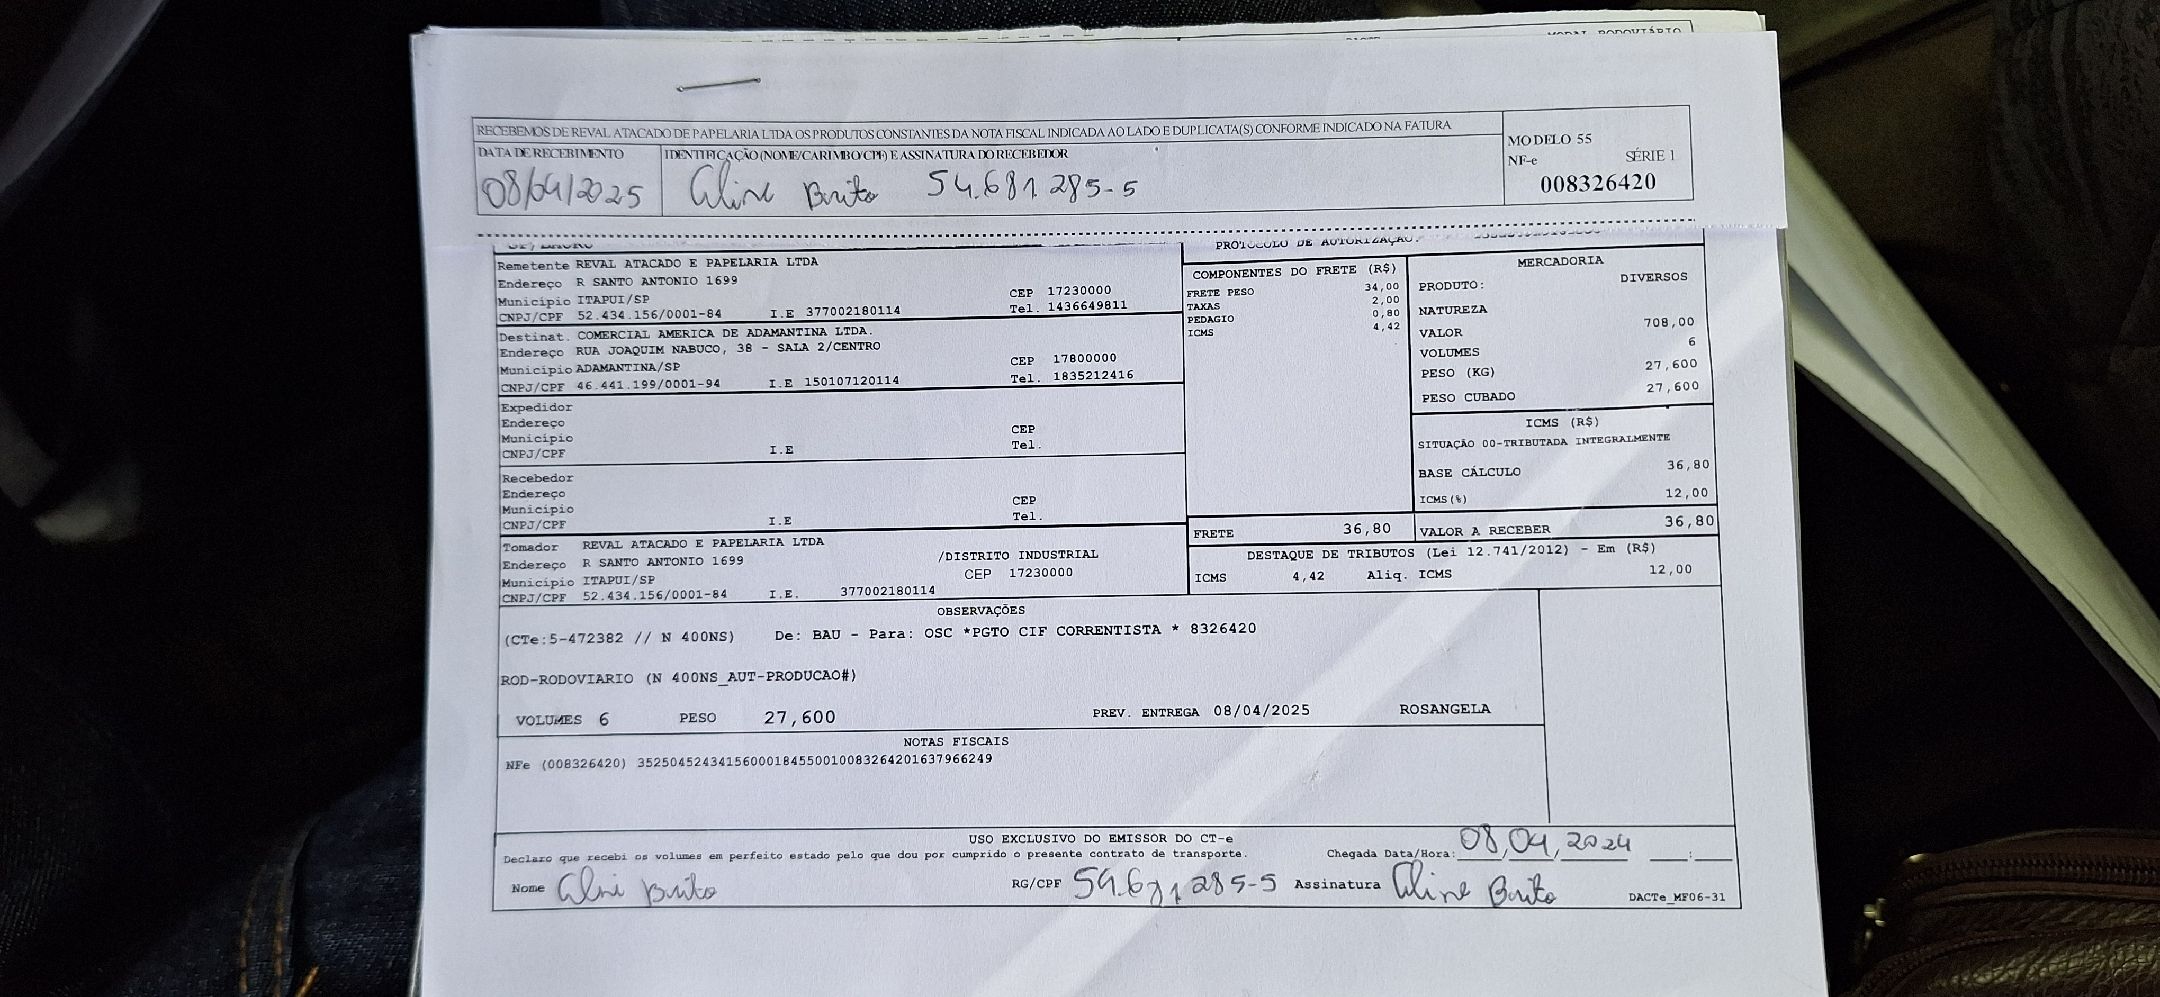 MODAL RODOVIÁRIO
RECEBEMOS DE REVAL ATACADO DE PAPELARIA LTDA OS PRODUTOS CONSTANTES DA NOTA FISCAL INDICADA AO LADO E DUPLICATA(S) CONFORME INDICADO NA FATURA
DATA DE RECEBIMENTO
08/04/2025
IDENTIFICAÇÃO (NOME/CARIMBO/CPF) E ASSINATURA DO RECEBEDOR
Aline Brito 54.681.285-5
MODELO 55
NF-e SÉRIE 1
008326420
Remetente REVAL ATACADO E PAPELARIA LTDA
Endereço R SANTO ANTONIO 1699
Município ITAPUI/SP CEP 17230000
CNPJ/CPF 52.434.156/0001-84 I.E 377002180114 Tel. 1436649811
Destinat. COMERCIAL AMERICA DE ADAMANTINA LTDA.
Endereço RUA JOAQUIM NABUCO, 38 - SALA 2/CENTRO
Município ADAMANTINA/SP CEP 17800000
CNPJ/CPF 46.441.199/0001-94 I.E 150107120114 Tel. 1835212416
Expedidor
Endereço
Município CEP
CNPJ/CPF I.E Tel.
Recebedor
Endereço
Município CEP
CNPJ/CPF I.E Tel.
Tomador REVAL ATACADO E PAPELARIA LTDA
Endereço R SANTO ANTONIO 1699 /DISTRITO INDUSTRIAL
Município ITAPUI/SP CEP 17230000
CNPJ/CPF 52.434.156/0001-84 I.E. 377002180114
PROTOCOLO DE AUTORIZAÇÃO:
COMPONENTES DO FRETE (R$)
FRETE PESO 34,00
TAXAS 2,00
PEDAGIO 0,80
ICMS 4,42
FRETE 36,80
MERCADORIA
PRODUTO: DIVERSOS
NATUREZA
VALOR 708,00
VOLUMES 6
PESO (KG) 27,600
PESO CUBADO 27,600
ICMS (R$)
SITUAÇÃO 00-TRIBUTADA INTEGRALMENTE
BASE CÁLCULO 36,80
ICMS(%) 12,00
VALOR A RECEBER 36,80
DESTAQUE DE TRIBUTOS (Lei 12.741/2012) - Em (R$)
ICMS 4,42 Aliq. ICMS 12,00
OBSERVAÇÕES
(CTe:5-472382 // N 400NS) De: BAU - Para: OSC *PGTO CIF CORRENTISTA * 8326420
ROD-RODOVIARIO (N 400NS_AUT-PRODUCAO#)
VOLUMES 6 PESO 27,600 PREV. ENTREGA 08/04/2025 ROSANGELA
NOTAS FISCAIS
NFe (008326420) 35250452434156000184550010083264201637966249
USO EXCLUSIVO DO EMISSOR DO CT-e
Declaro que recebi os volumes em perfeito estado pelo que dou por cumprido o presente contrato de transporte. Chegada Data/Hora: 08,04,2024 :
Nome Aline Brito RG/CPF 54.681.285-5 Assinatura Aline Brito
DACTe_MF06-31